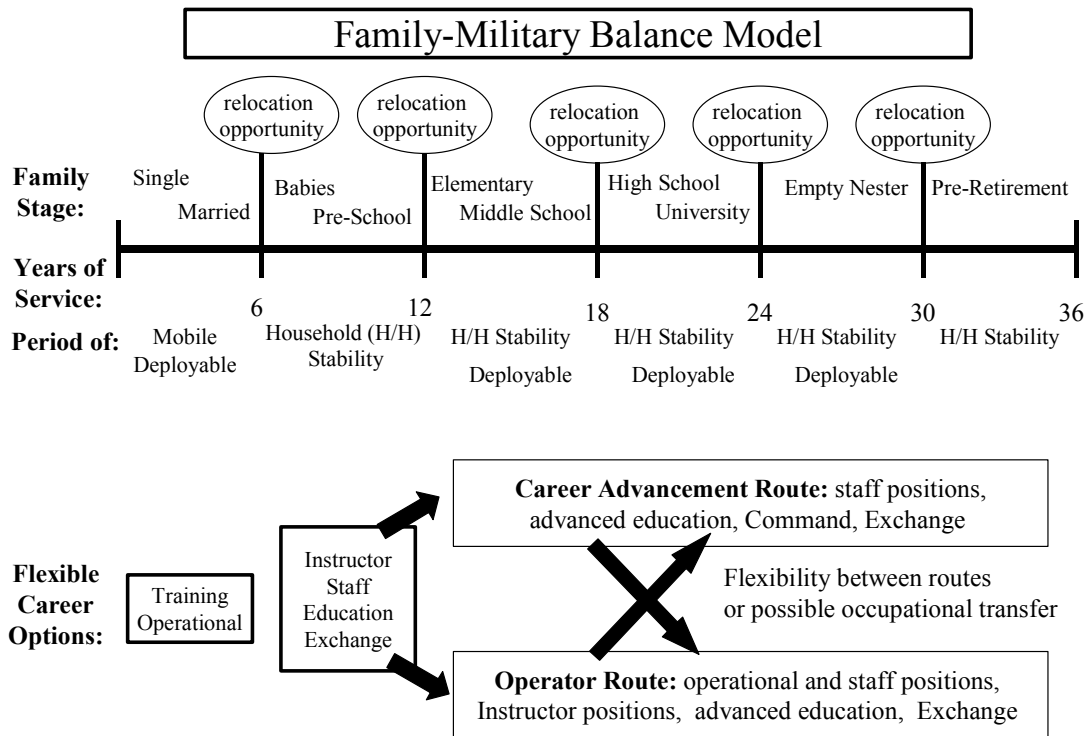 Family-Military Balance Model
relocation opportunity
relocation opportunity
relocation opportunity
relocation opportunity
relocation opportunity
Family Stage:
Single
Married
Babies
Pre-School
Elementary
Middle School
High School
University
Empty Nester
Pre-Retirement
Years of Service:
6
12
18
24
30
36
Period of:
Mobile
Deployable
Household (H/H)
Stability
H/H Stability
Deployable
H/H Stability
Deployable
H/H Stability
Deployable
H/H Stability
Flexible
Career
Options:
Training
Operational
Instructor
Staff
Education
Exchange
Career Advancement Route: staff positions,
advanced education, Command, Exchange
Flexibility between routes
or possible occupational transfer
Operator Route: operational and staff positions,
Instructor positions, advanced education, Exchange